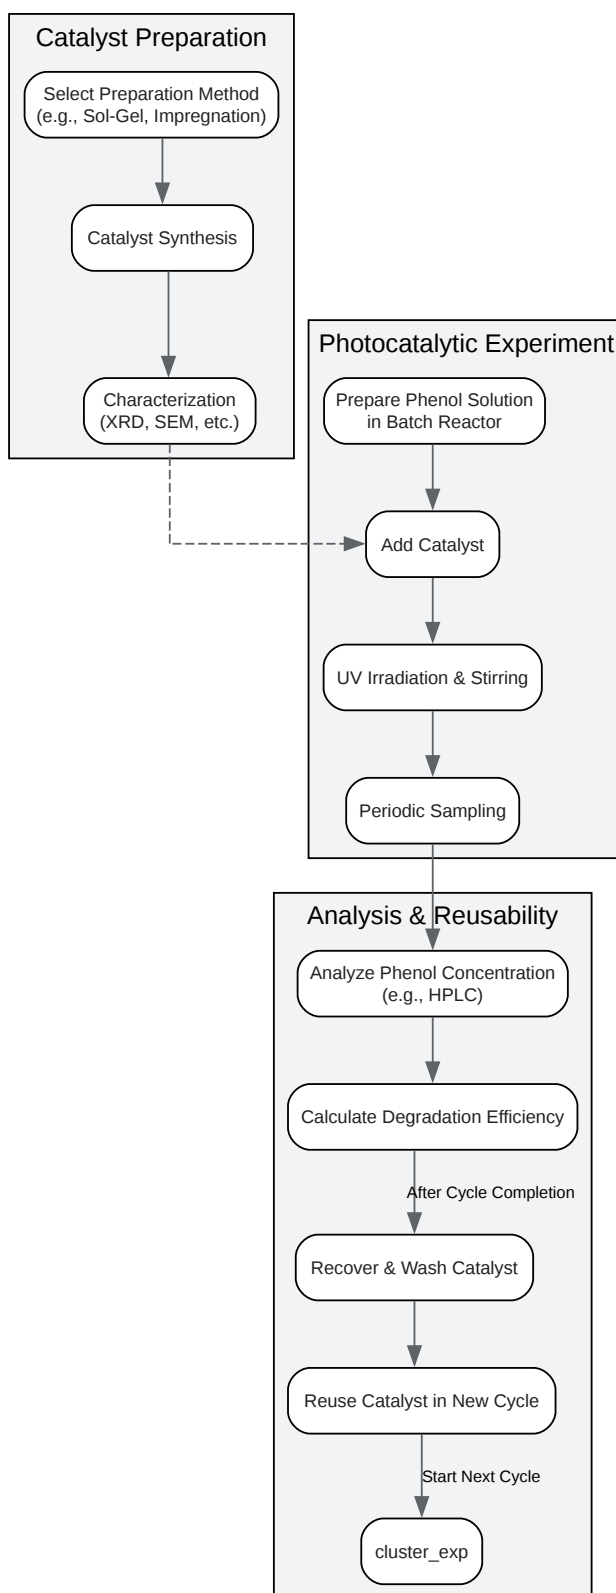 Catalyst Preparation
Select Preparation Method
(e.g., Sol-Gel, Impregnation)
Catalyst Synthesis
Characterization
(XRD, SEM, etc.)
Photocatalytic Experiment
Prepare Phenol Solution
in Batch Reactor
Add Catalyst
UV Irradiation & Stirring
Periodic Sampling
Analysis & Reusability
Analyze Phenol Concentration
(e.g., HPLC)
Calculate Degradation Efficiency
After Cycle Completion
Recover & Wash Catalyst
Reuse Catalyst in New Cycle
Start Next Cycle
cluster_exp